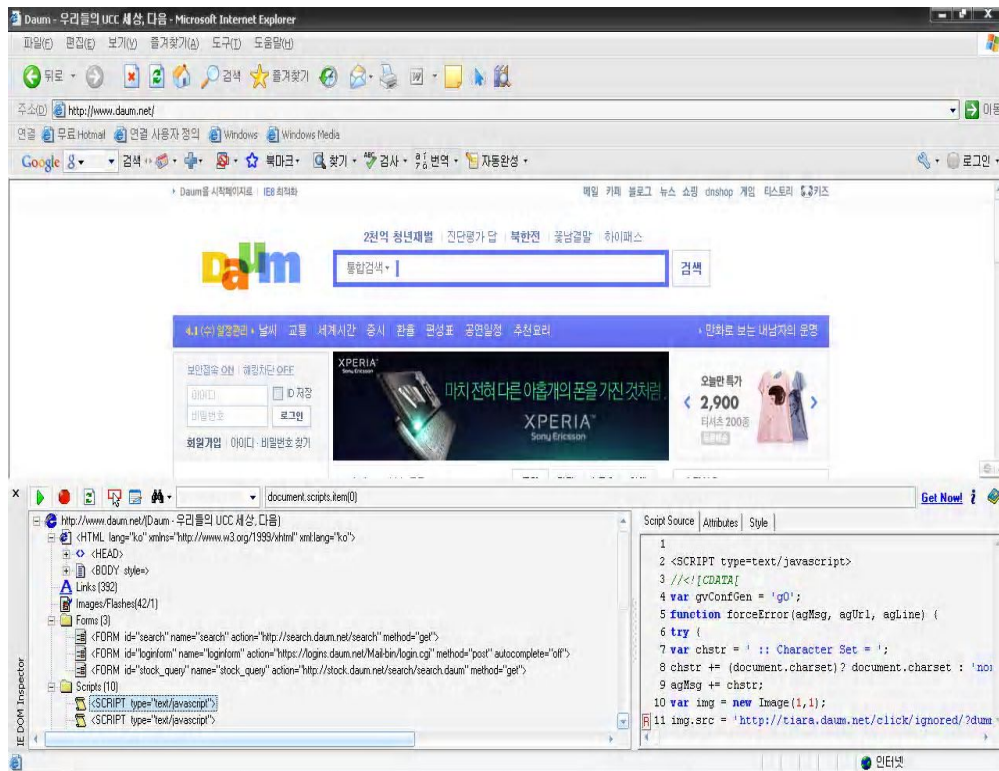 Daum - 우리들의 UCC 세상, 다음 - Microsoft Internet Explorer
파일(F) 편집(E) 보기(V) 즐겨찾기(A) 도구(T) 도움말(H)
뒤로 검색 즐겨찾기
주소(D) http://www.daum.net/ 이동
연결 무료 Hotmail 연결 사용자 정의 Windows Windows Media
Google 검색 북마크 찾기 검사 번역 자동완성 로그인
Daum을 시작페이지로 IE8 최적화 메일 카페 블로그 뉴스 쇼핑 dnshop 게임 티스토리 키즈
2천억 청년재벌 진단평가 답 북한전 꽃남결말 하이패스
Daum 통합검색 검색
4.1 (수) 일정관리 날씨 교통 세계시간 증시 환율 편성표 공연일정 추천요리 만화로 보는 내남자의 운명
보안접속 ON 해킹차단 OFF
아이디 ID 저장
비밀번호 로그인
회원가입 아이디 · 비밀번호 찾기
XPERIA
Sony Ericsson
마치 전혀 다른 아홉개의 폰을 가진 것처럼.
XPERIA™
Sony Ericsson
오늘만 특가
2,900
티셔츠 200종
document.scripts.item(0) Get Now!
IE DOM Inspector
http://www.daum.net/(Daum - 우리들의 UCC 세상, 다음)
<HTML lang="ko" xmlns="http://www.w3.org/1999/xhtml" xml:lang="ko">
<HEAD>
<BODY style=>
Links (392)
Images/Flashes(42/1)
Forms (3)
<FORM id="search" name="search" action="http://search.daum.net/search" method="get">
<FORM id="loginform" name="loginform" action="https://logins.daum.net/Mail-bin/login.cgi" method="post" autocomplete="off">
<FORM id="stock_query" name="stock_query" action="http://stock.daum.net/search/search.daum" method="get">
Scripts (10)
<SCRIPT type="text/javascript">
<SCRIPT type="text/javascript">
Script Source Attributes Style
1
2 <SCRIPT type=text/javascript>
3 //<![CDATA[
4 var gvConfGen = 'g0';
5 function forceError(agMsg, agUrl, agLine) {
6 try {
7 var chstr = ' :: Character Set = ';
8 chstr += (document.charset)? document.charset : 'no
9 agMsg += chstr;
10 var img = new Image(1,1);
11 img.src = 'http://tiara.daum.net/click/ignored/?dum
인터넷